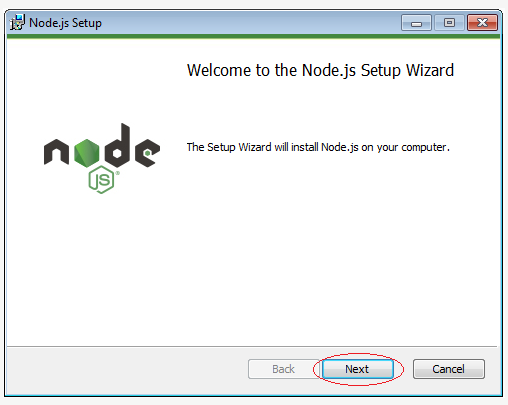 Node.js Setup
Welcome to the Node.js Setup Wizard
node
JS®
The Setup Wizard will install Node.js on your computer.
Back
Next
Cancel